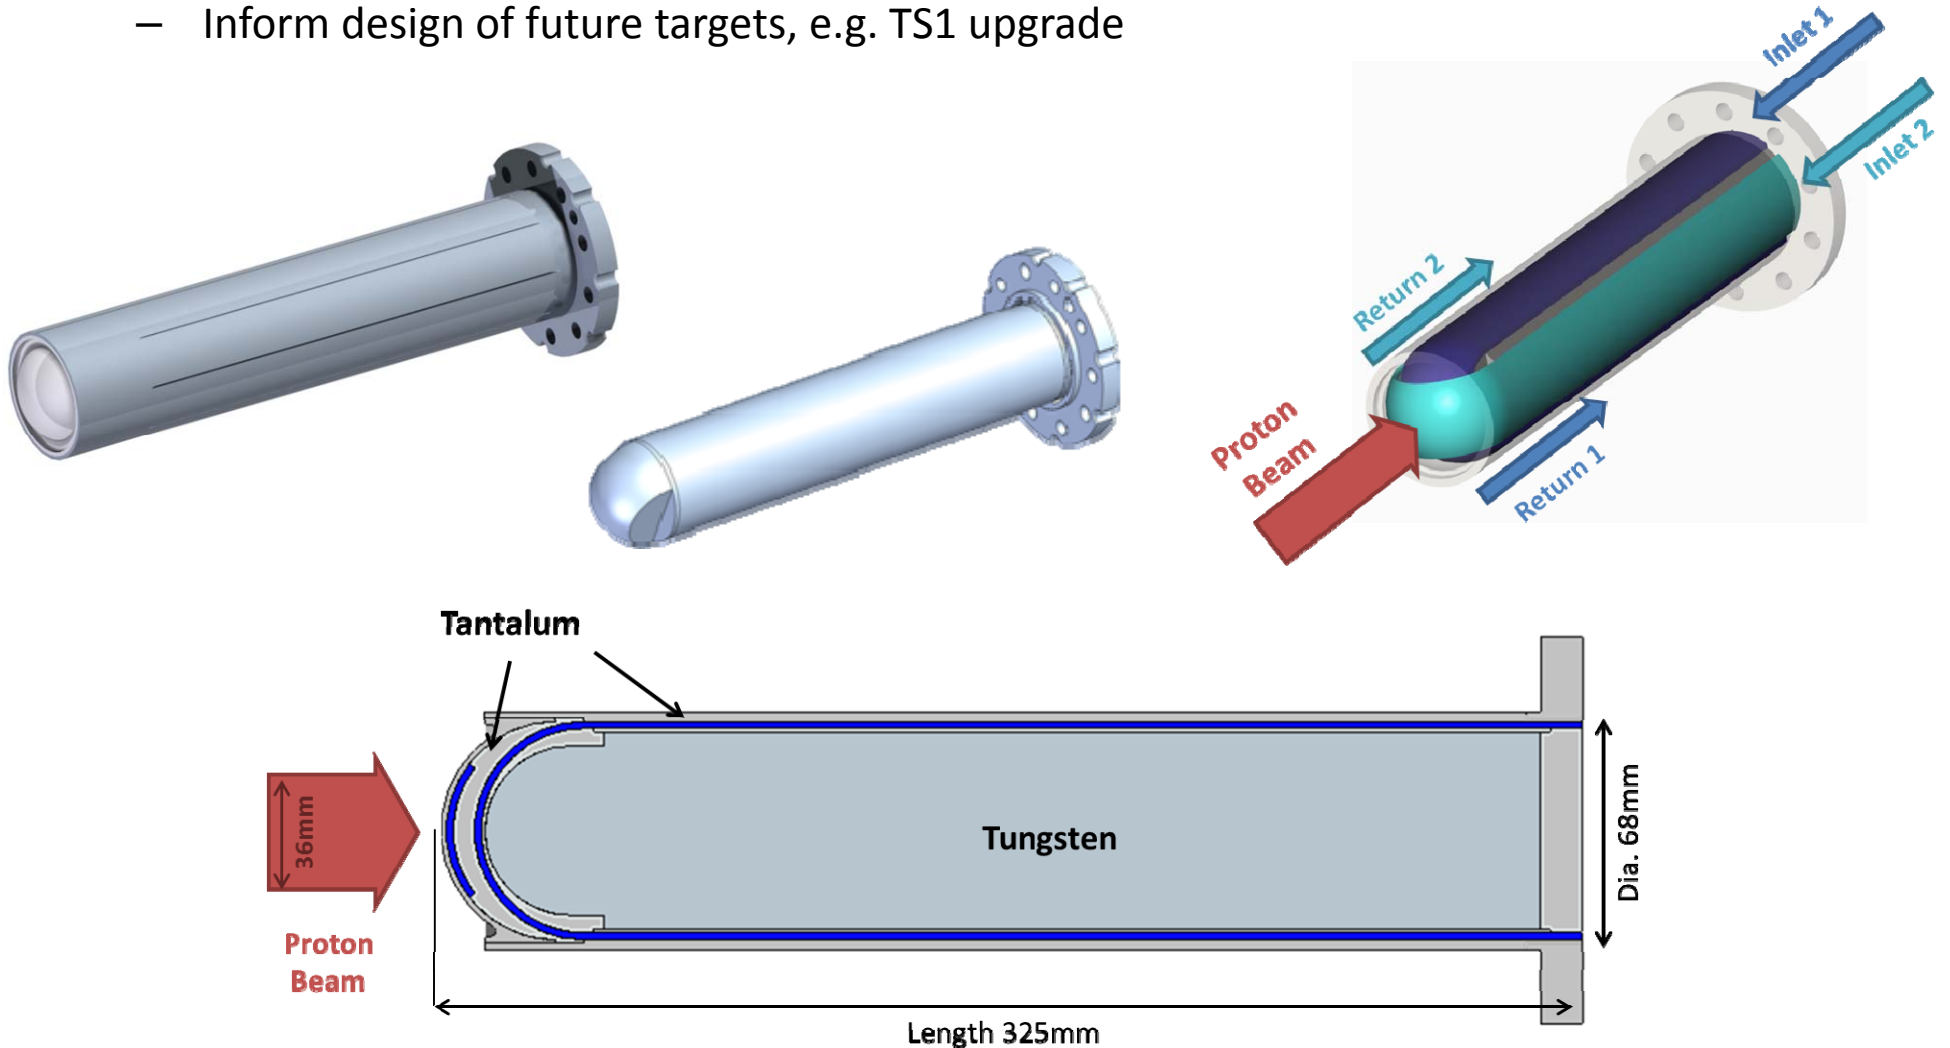 – Inform design of future targets, e.g. TS1 upgrade
Inlet 1
Inlet 2
Return 2
Proton
Beam
Return 1
Tantalum
36mm
Tungsten
Dia. 68mm
Proton
Beam
Length 325mm